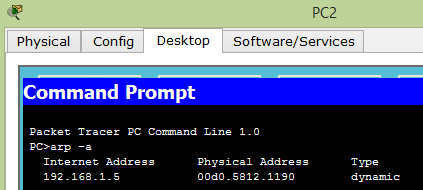 PC2
Physical Config Desktop Software/Services
Command Prompt
Packet Tracer PC Command Line 1.0
PC>arp -a
Internet Address Physical Address Type
192.168.1.5 00d0.5812.1190 dynamic